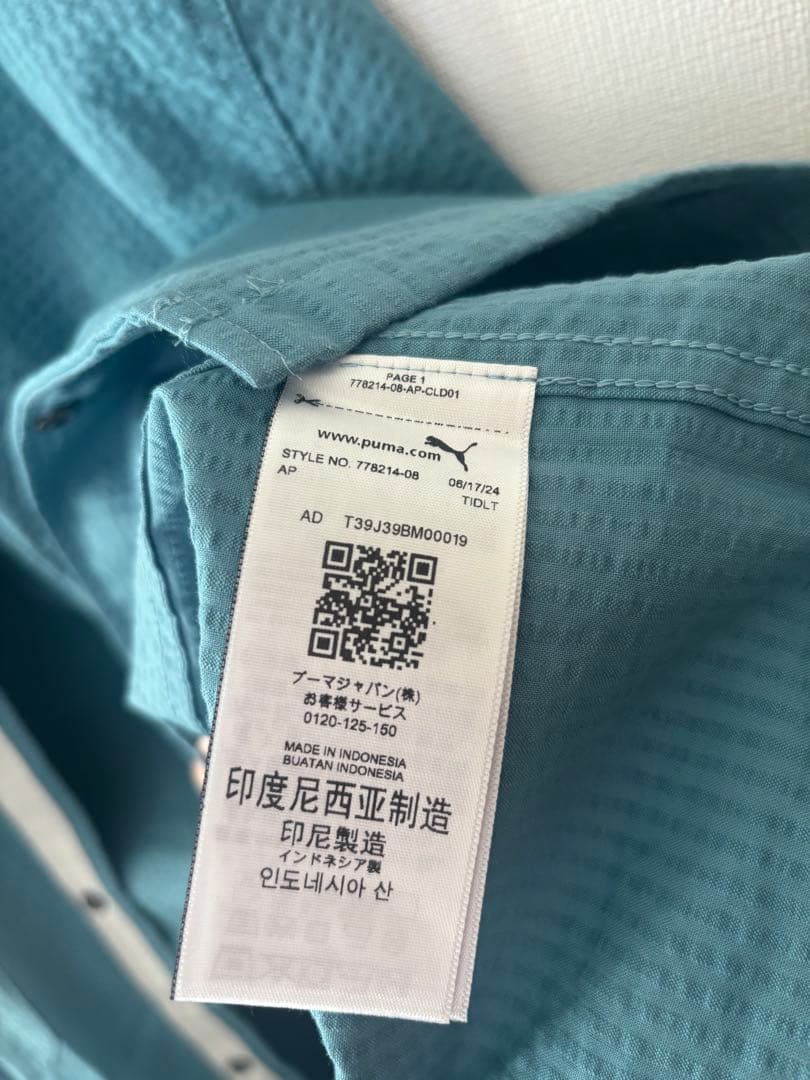 PAGE 1
778214-08-AP-CLD01
www.puma.com
STYLE NO. 778214-08
AP
08/17/24
TIDLT
AD T39J39BM00019
プーマジャパン(株)
お客様サービス
0120-125-150
MADE IN INDONESIA
BUATAN INDONESIA
印度尼西亚制造
印尼製造
インドネシア製
인도네시아 산